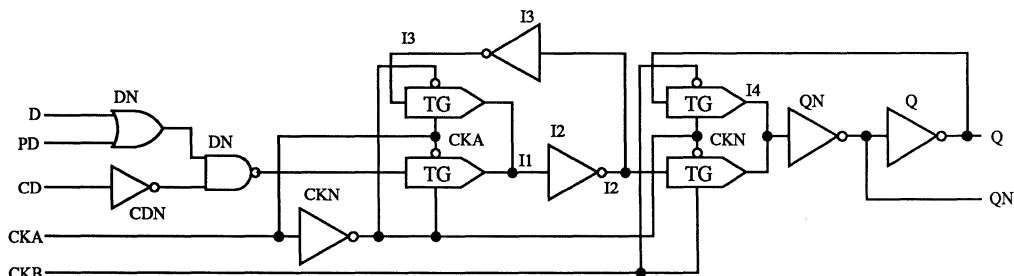 I3
I3
DN
D
TG
I4
QN
Q
PD
DN
CKA
CKN
Q
I2
TG
I1
TG
TG
CD
I2
CKN
QN
CDN
CKA
CKB